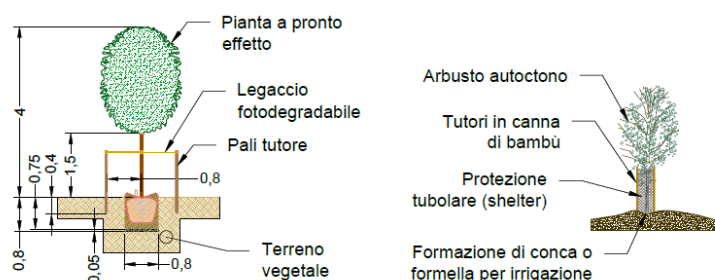 Pianta a pronto
effetto
Legaccio
fotodegradabile
Pali tutore
Terreno
vegetale
4
1,5
0,4
0,75
0,8
0,05
0,8
0,8
Arbusto autoctono
Tutori in canna
di bambù
Protezione
tubolare (shelter)
Formazione di conca o
formella per irrigazione